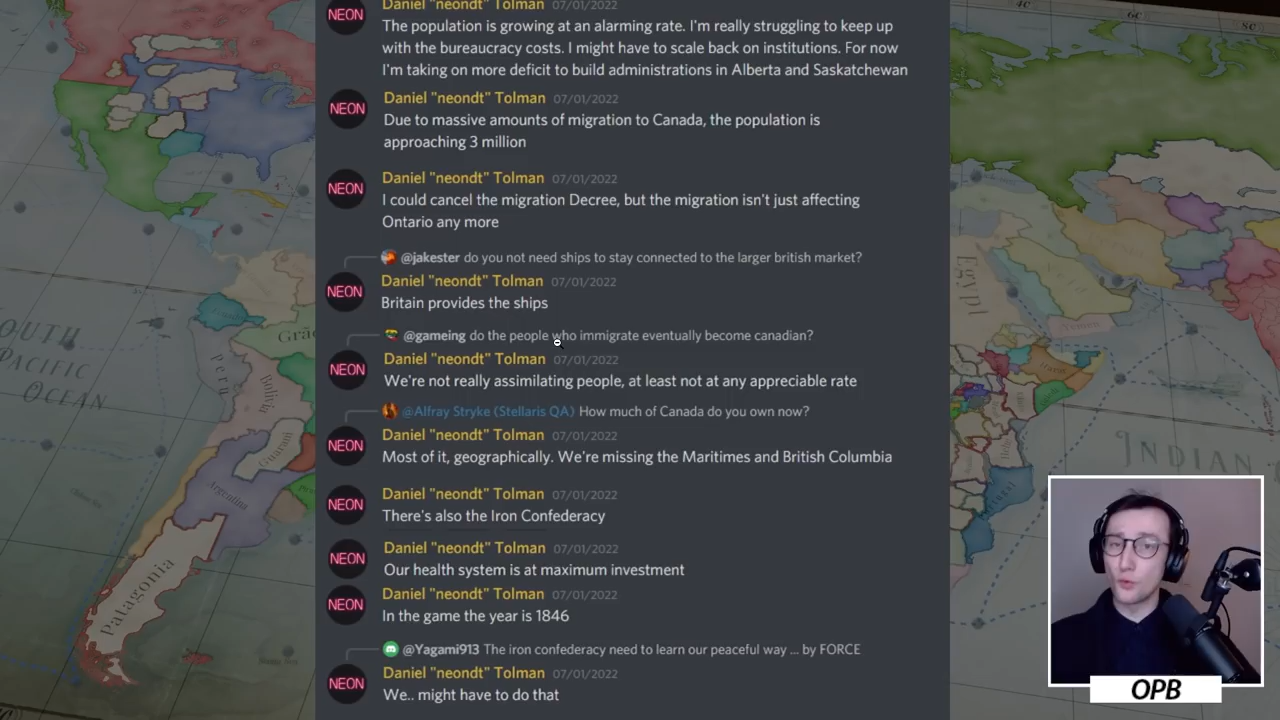 Daniel "neondt" Tolman 07/01/2022
NEON
The population is growing at an alarming rate. I'm really struggling to keep up
with the bureaucracy costs. I might have to scale back on institutions. For now
I'm taking on more deficit to build administrations in Alberta and Saskatchewan
Daniel "neondt" Tolman 07/01/2022
NEON
Due to massive amounts of migration to Canada, the population is
approaching 3 million
Daniel "neondt" Tolman 07/01/2022
NEON
I could cancel the migration Decree, but the migration isn't just affecting
Ontario any more
@jakester do you not need ships to stay connected to the larger british market?
Daniel "neondt" Tolman 07/01/2022
NEON
Britain provides the ships
@gameing do the people who immigrate eventually become canadian?
Daniel "neondt" Tolman 07/01/2022
NEON
We're not really assimilating people, at least not at any appreciable rate
@Alfray Stryke (Stellaris QA) How much of Canada do you own now?
Daniel "neondt" Tolman 07/01/2022
NEON
Most of it, geographically. We're missing the Maritimes and British Columbia
Daniel "neondt" Tolman 07/01/2022
NEON
There's also the Iron Confederacy
Daniel "neondt" Tolman 07/01/2022
NEON
Our health system is at maximum investment
Daniel "neondt" Tolman 07/01/2022
NEON
In the game the year is 1846
@Yagami913 The iron confederacy need to learn our peaceful way ... by FORCE
Daniel "neondt" Tolman 07/01/2022
NEON
We.. might have to do that
SOUTH
PACIFIC
OCEAN
Peru
Bolivia
Guarani
Argentina
Patagonia
Egypt
Yemen
INDIAN
OPB